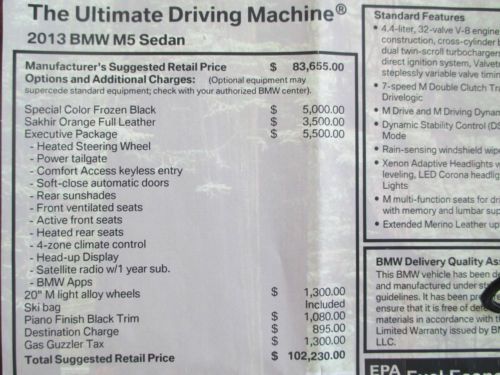 The Ultimate Driving Machine®
2013 BMW M5 Sedan
Manufacturer's Suggested Retail Price $ 83,655.00
Options and Additional Charges: (Optional equipment may
supercede standard equipment; check with your authorized BMW center).
Special Color Frozen Black $ 5,000.00
Sakhir Orange Full Leather $ 3,500.00
Executive Package $ 5,500.00
- Heated Steering Wheel
- Power tailgate
- Comfort Access keyless entry
- Soft-close automatic doors
- Rear sunshades
- Front ventilated seats
- Active front seats
- Heated rear seats
- 4-zone climate control
- Head-up Display
- Satellite radio w/1 year sub.
- BMW Apps
20" M light alloy wheels $ 1,300.00
Ski bag Included
Piano Finish Black Trim $ 1,080.00
Destination Charge $ 895.00
Gas Guzzler Tax $ 1,300.00
Total Suggested Retail Price $ 102,230.00
Standard Features
• 4.4-liter, 32-valve V-8 engine
construction, cross-cylinder
dual twin-scroll turbocharger
direct ignition system, Valvet
steplessly variable valve timi
• 7-speed M Double Clutch Tra
Drivelogic
• M Drive and M Driving Dynam
• Dynamic Stability Control (DS
Mode
• Rain-sensing windshield wipe
• Xenon Adaptive Headlights w
leveling, LED Corona headlig
Lights
• M multi-function seats for dri
with memory and lumbar sup
• Extended Merino Leather up
BMW Delivery Quality Ass
This BMW vehicle has been d
and manufactured under st
guidelines. It has been
ensure that it is free of defe
materials in accordance with t
Limited Warranty issued by BM
LLC.
EPA Fuel Econ